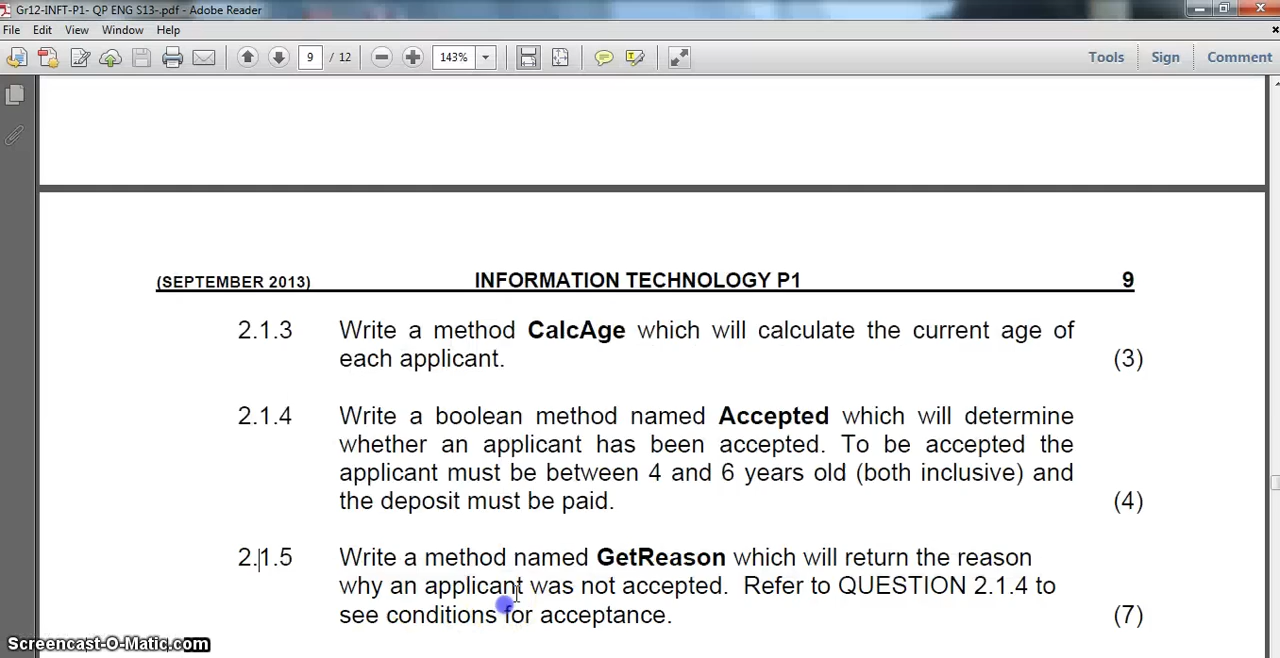 Gr12-INFT-P1- QP ENG S13-.pdf - Adobe Reader
File Edit View Window Help
9 / 12 143% Tools Sign Comment
(SEPTEMBER 2013) INFORMATION TECHNOLOGY P1 9
2.1.3 Write a method CalcAge which will calculate the current age of
each applicant. (3)
2.1.4 Write a boolean method named Accepted which will determine
whether an applicant has been accepted. To be accepted the
applicant must be between 4 and 6 years old (both inclusive) and
the deposit must be paid. (4)
2.1.5 Write a method named GetReason which will return the reason
why an applicant was not accepted. Refer to QUESTION 2.1.4 to
see conditions for acceptance. (7)
Screencast-O-Matic.com